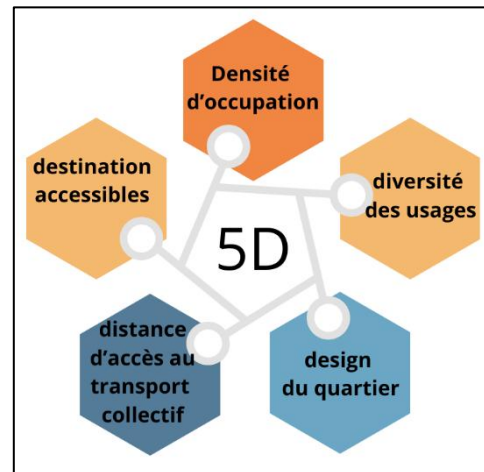 Densité
d'occupation
destination
accessibles
diversité
des usages
5D
distance
d'accès au
transport
collectif
design
du quartier